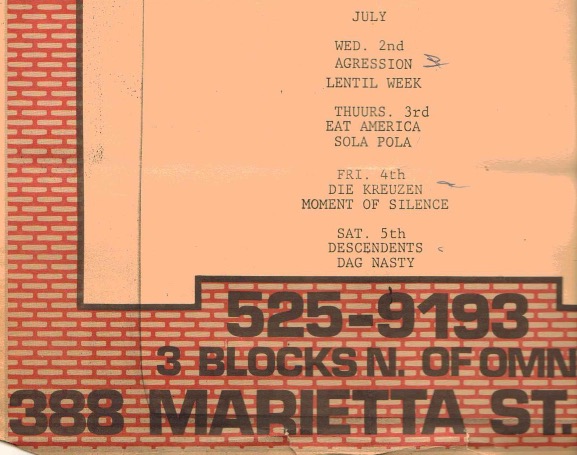 JULY
WED. 2nd
AGRESSION
LENTIL WEEK
THUURS. 3rd
EAT AMERICA
SOLA POLA
FRI. 4th
DIE KREUZEN
MOMENT OF SILENCE
SAT. 5th
DESCENDENTS
DAG NASTY
525-9193
3 BLOCKS N. OF OMN
388 MARIETTA ST.